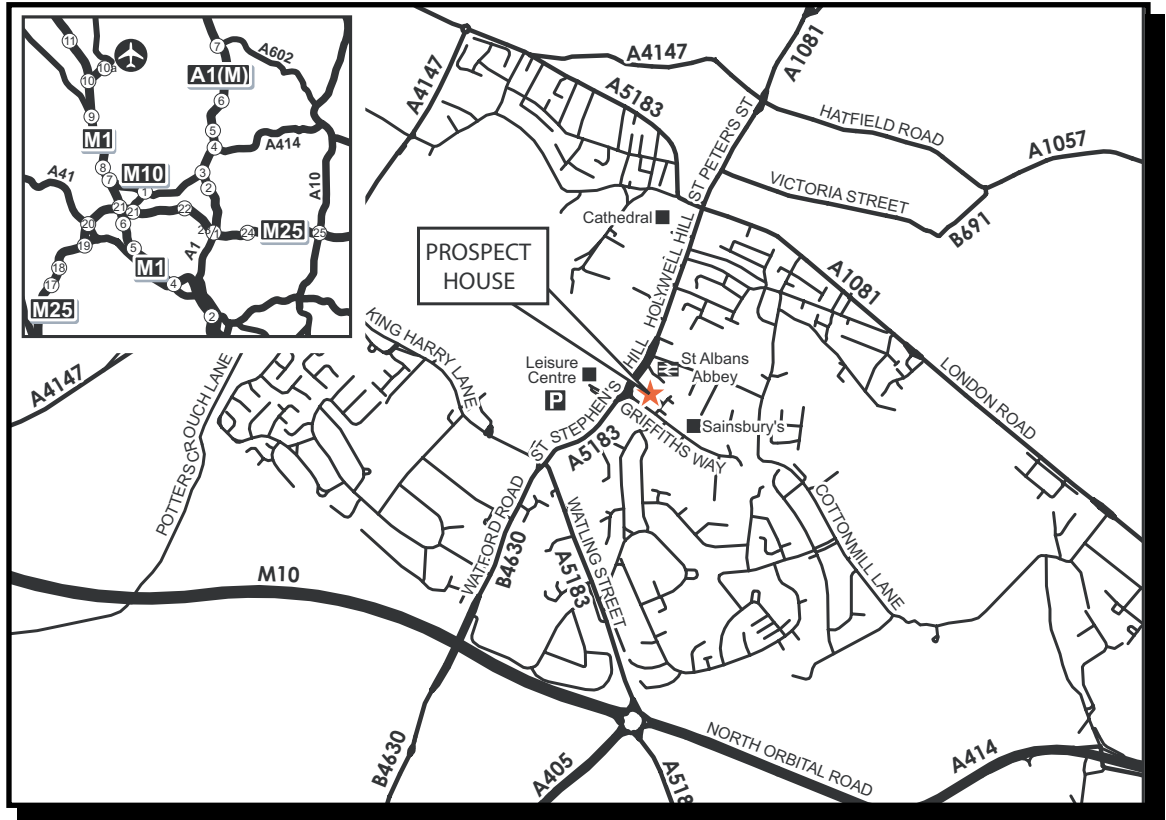 11
10a
10
9
M1
8
7
A41
M10
1
21
21
22
20
19
6
5
18
17
M25
M1
4
7
A602
A1(M)
6
5
4
A414
3
2
A10
1
24
M25
25
A1
2
A4147
A4147
A5183
A1081
HATFIELD ROAD
A1057
ST PETER'S ST
VICTORIA STREET
B691
Cathedral
PROSPECT
HOUSE
HOLYWELL HILL
A1081
KING HARRY LANE
Leisure
Centre
P
St Albans
Abbey
LONDON ROAD
A4147
POTTERSCROUCH LANE
ST STEPHEN'S HILL
Sainsbury's
GRIFFITHS WAY
A5183
WATFORD ROAD
B4630
WATLING STREET
A5183
COTTONMILL LANE
M10
B4630
A405
A518
NORTH ORBITAL ROAD
A414